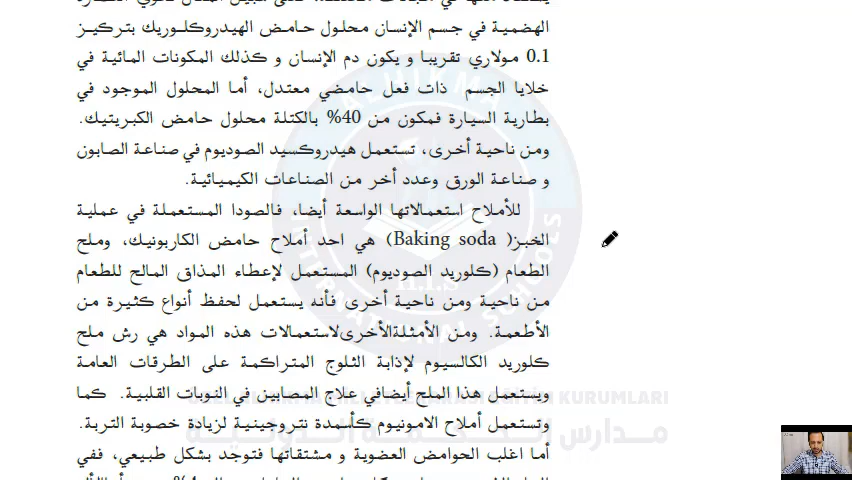 الهضمية في جسم الإنسان محلول حامض الهيدروكلوريك بتركيز
0.1 مولاري تقريبا و يكون دم الإنسان و كذلك المكونات المائية في
خلايا الجسم ذات فعل حامضي معتدل، أما المحلول الموجود في
بطارية السيارة فمكون من 40% بالكتلة محلول حامض الكبريتيك.
ومن ناحية أخرى، تستعمل هيدروكسيد الصوديوم في صناعة الصابون
و صناعة الورق وعدد أخر من الصناعات الكيميائية.
للأملاح استعمالاتها الواسعة أيضا، فالصودا المستعملة في عملية
الخبز( Baking soda) هي احد أملاح حامض الكاربونيك، وملح
الطعام (كلوريد الصوديوم) المستعمل لإعطاء المذاق المالح للطعام
من ناحية ومن ناحية أخرى فأنه يستعمل لحفظ أنواع كثيرة من
الأطعمة. ومن الأمثلةالأخرىلاستعمالات هذه المواد هي رش ملح
كلوريد الكالسيوم لإذابة الثلوج المتراكمة على الطرقات العامة
ويستعمل هذا الملح أيضافي علاج المصابين في النوبات القلبية. كما
وتستعمل أملاح الامونيوم كأسمدة نتروجينية لزيادة خصوبة التربة.
أما اغلب الحوامض العضوية و مشتقاتها فتوجد بشكل طبيعي، ففي
ALHIKMA
INTERNATIONAL SCHOOLS
H.I.S
KURUMLARI